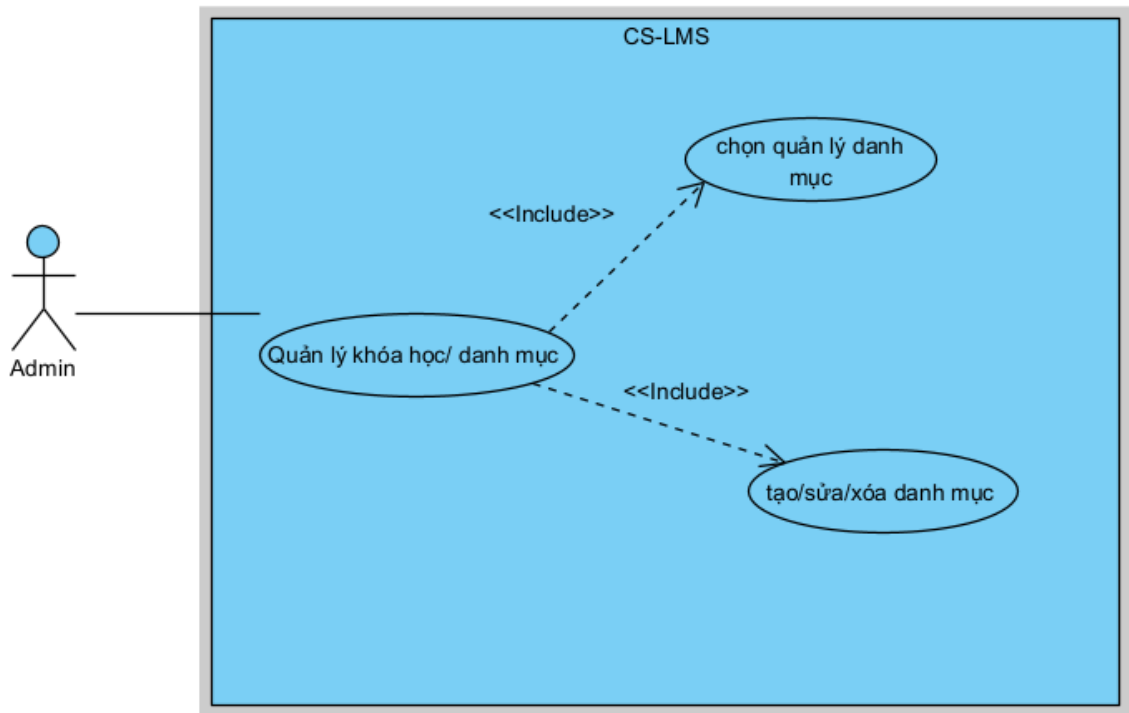 CS-LMS
chọn quản lý danh
mục
<<Include>>
Admin
Quản lý khóa học/ danh mục
<<Include>>
tạo/sửa/xóa danh mục